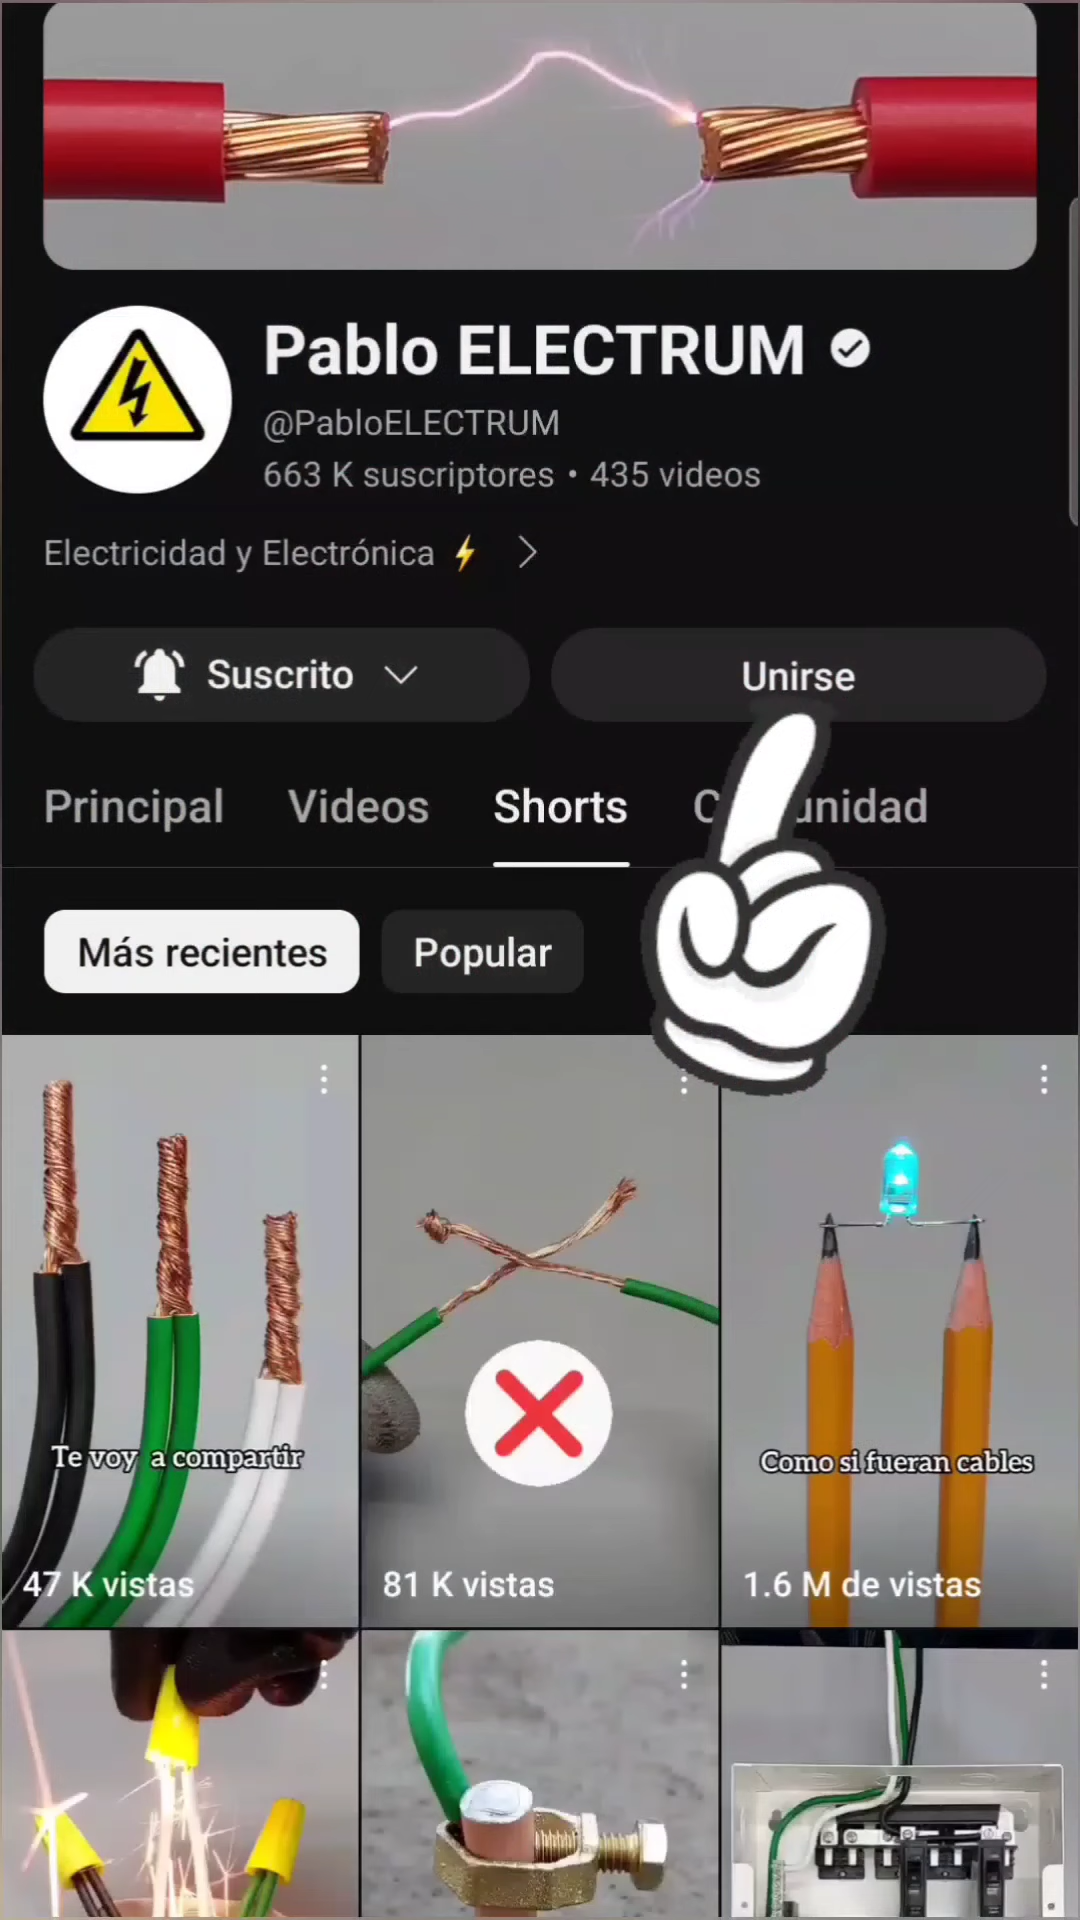 Pablo ELECTRUM
@PabloELECTRUM
663 K suscriptores • 435 videos
Electricidad y Electrónica ⚡ >
Suscrito
Unirse
Principal
Videos
Shorts
Más recientes
Popular
Te voy a compartir
Como si fueran cables
47 K vistas
81 K vistas
1.6 M de vistas